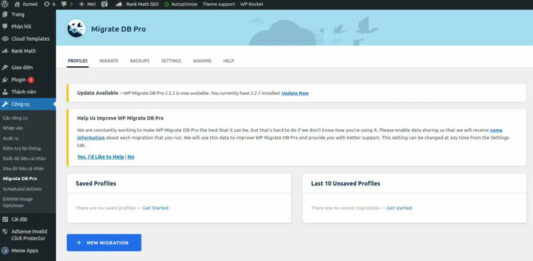 Mới
Rank Math SEO
Autoptimize
Theme support
WP Rocket
Trang
Phản hồi
Cloud Templates
Rank Math
Giao diện
Plugin
Thành viên
Công cụ
Các công cụ
Nhập vào
Xuất ra
Kiểm tra hệ thống
Xuất dữ liệu cá nhân
Xóa dữ liệu cá nhân
Migrate DB Pro
Scheduled Actions
EWWW Image
Optimizer
Cài đặt
AdSense Invalid
Click Protector
Meow Apps
Migrate DB Pro
PROFILES MIGRATE BACKUPS SETTINGS ADDONS HELP
Update Available — WP Migrate DB Pro 2.2.2 is now available. You currently have 2.2.1 installed. Update Now
Help Us Improve WP Migrate DB Pro
We are constantly working to make WP Migrate DB Pro the best that it can be, but that's hard to do if we don't know how you're using it. Please enable data sharing so that we will receive some
information about each migration that you run. We will use this data to improve WP Migrate DB Pro and provide you with better support. This setting can be changed at any time from the Settings
tab.
Yes, I'd Like to Help | No
Saved Profiles
There are no saved profiles — Get Started
Last 10 Unsaved Profiles
There are no recent migrations — Get started
+ NEW MIGRATION